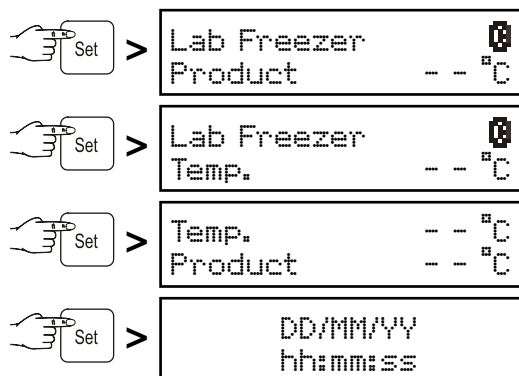 Set > Lab Freezer
Product -- °C
Set > Lab Freezer
Temp. -- °C
Set > Temp. -- °C
Product -- °C
Set > DD/MM/YY
hh:mm:ss